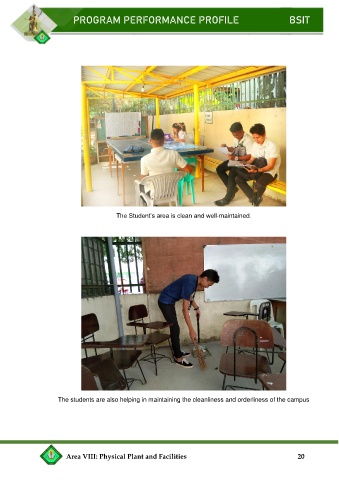 PROGRAM PERFORMANCE PROFILE BSIT
The Student's area is clean and well-maintained.
The students are also helping in maintaining the cleanliness and orderliness of the campus
Area VIII: Physical Plant and Facilities 20